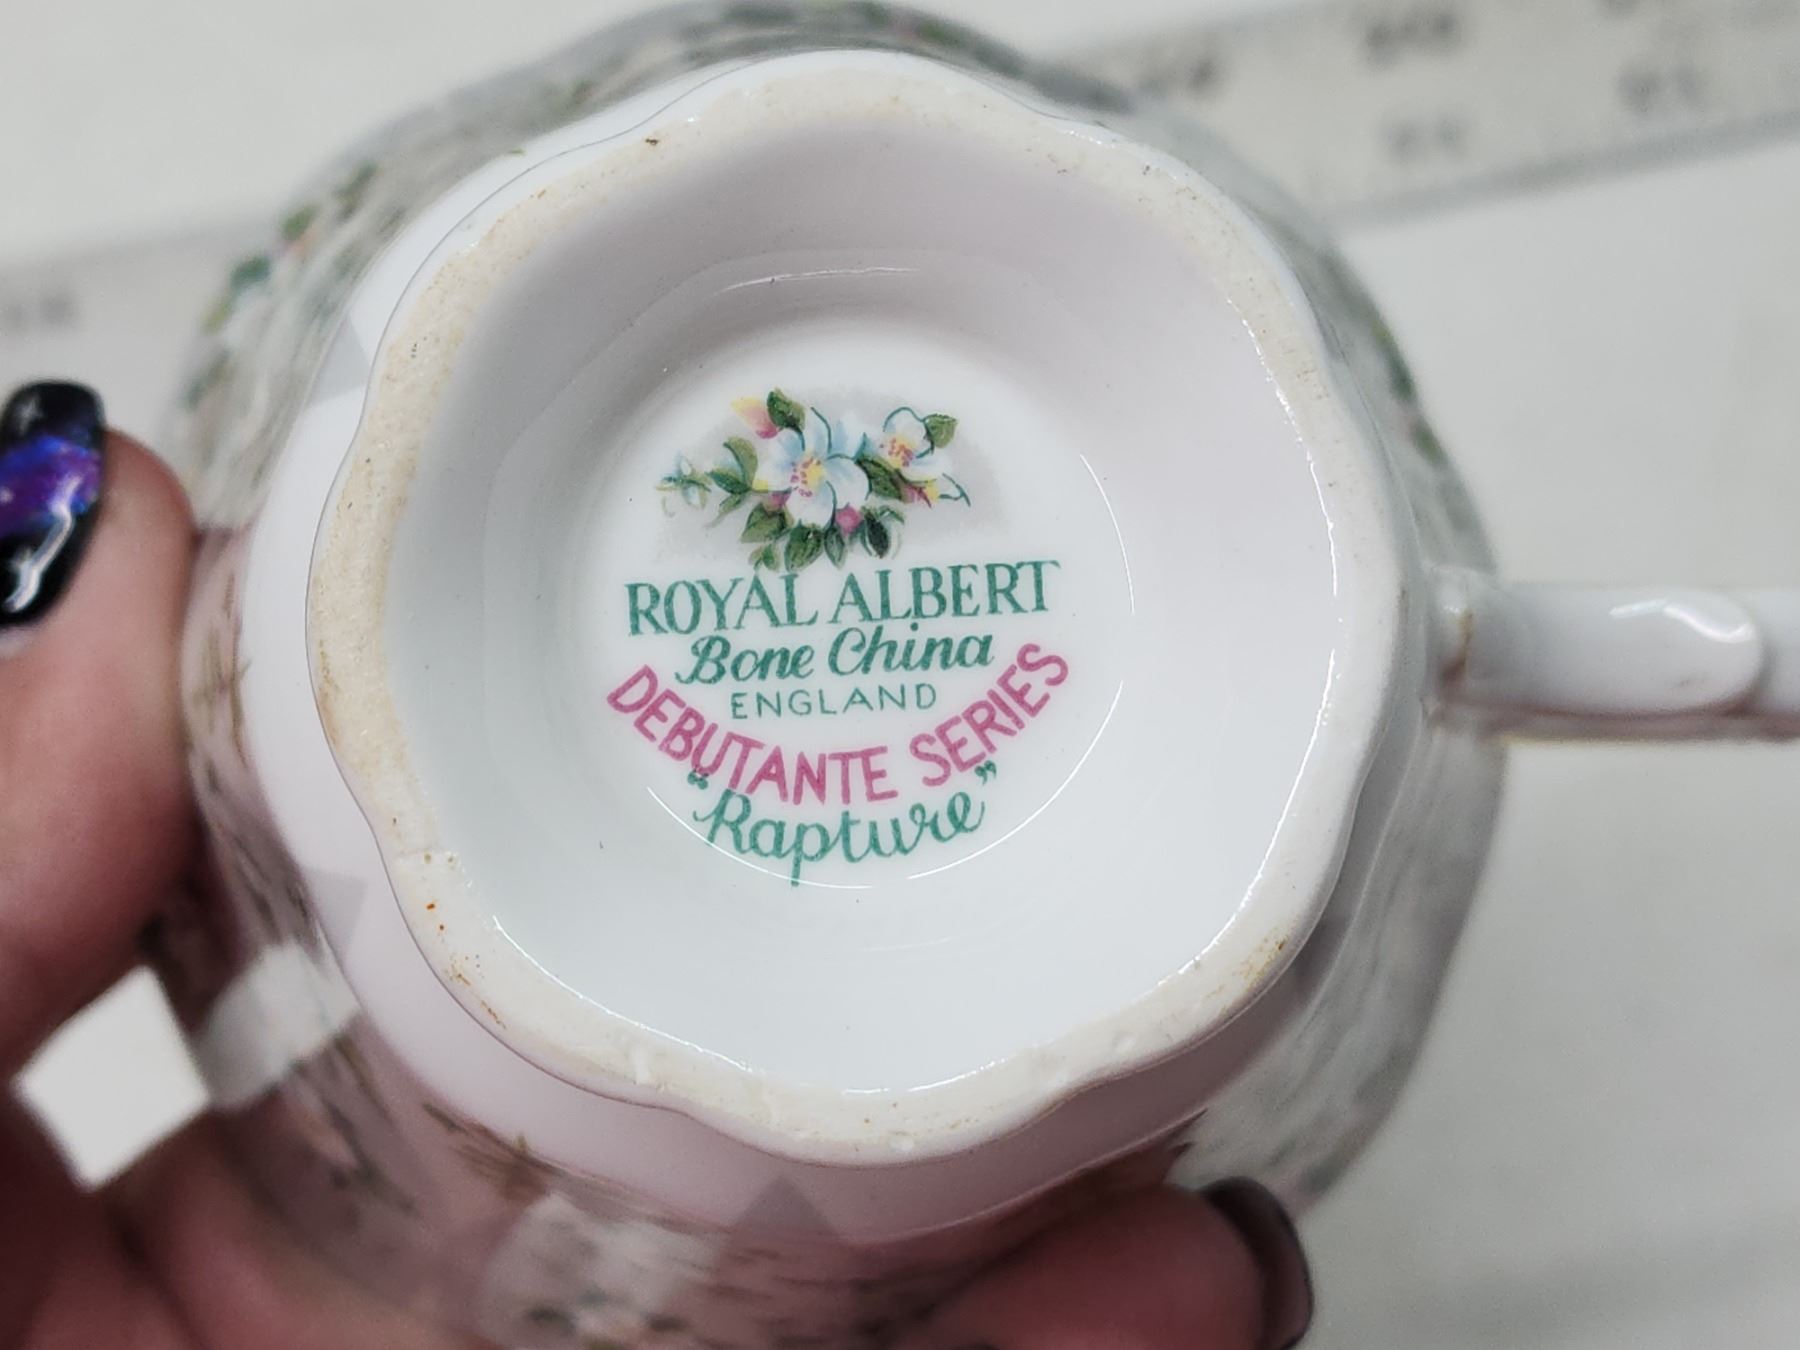 ROYAL ALBERT
Bone China
ENGLAND
DEBUTANTE SERIES
"Rapture"